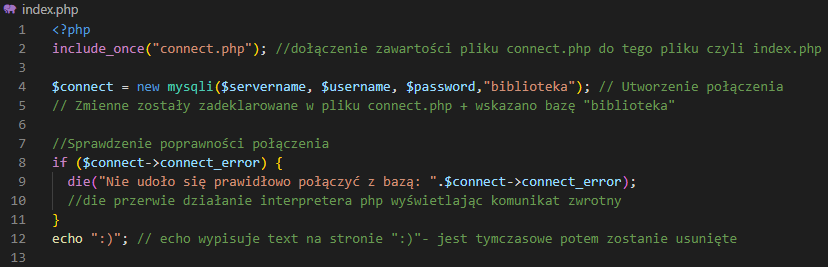 index.php
1 <?php
2 include_once("connect.php"); //dołączenie zawartości pliku connect.php do tego pliku czyli index.php
3
4 $connect = new mysqli($servername, $username, $password,"biblioteka"); // Utworzenie połączenia
5 // Zmienne zostały zadeklarowane w pliku connect.php + wskazano bazę "biblioteka"
6
7 //Sprawdzenie poprawności połączenia
8 if ($connect->connect_error) {
9 die("Nie udoło się prawidłowo połączyć z bazą: ".$connect->connect_error);
10 //die przerwie działanie interpretera php wyświetlając komunikat zwrotny
11 }
12 echo ":)"; // echo wypisuje text na stronie ":)"- jest tymczasowe potem zostanie usunięte
13